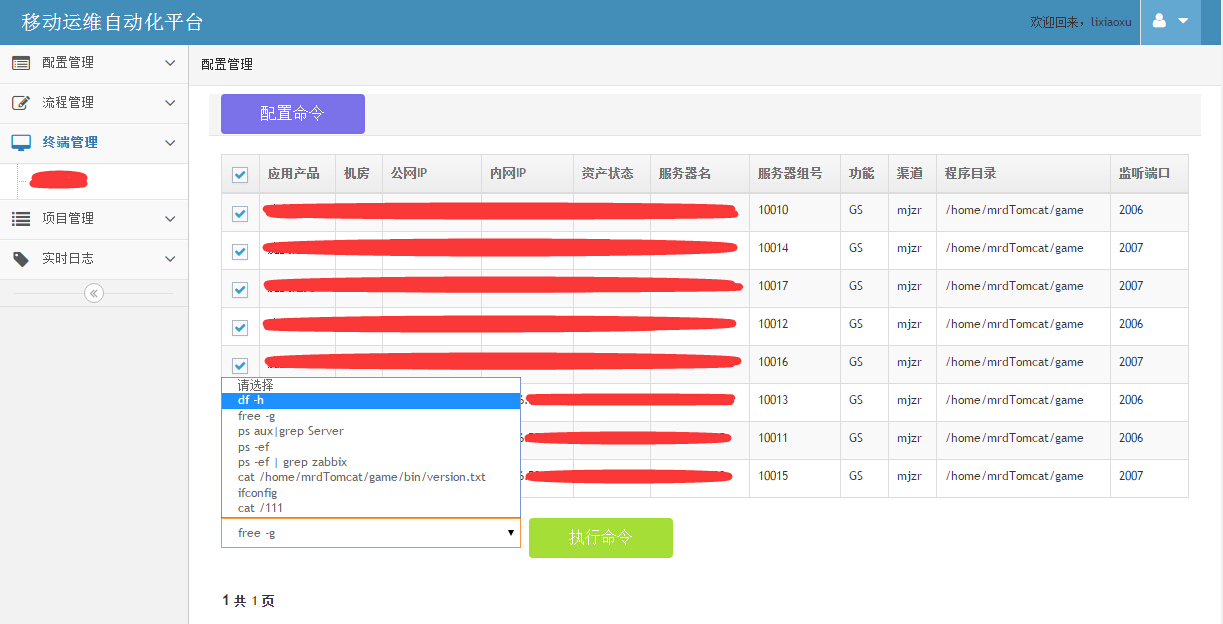 移动运维自动化平台
欢迎回来，lixiaoxu
配置管理
流程管理
终端管理
项目管理
实时日志
配置管理
配置命令
应用产品 机房 公网IP 内网IP 资产状态 服务器名 服务器组号 功能 渠道 程序目录 监听端口
10010 GS mjzr /home/mrdTomcat/game 2006
10014 GS mjzr /home/mrdTomcat/game 2007
10017 GS mjzr /home/mrdTomcat/game 2007
10012 GS mjzr /home/mrdTomcat/game 2006
10016 GS mjzr /home/mrdTomcat/game 2007
10013 GS mjzr /home/mrdTomcat/game 2006
10011 GS mjzr /home/mrdTomcat/game 2006
10015 GS mjzr /home/mrdTomcat/game 2007
请选择
df -h
free -g
ps aux|grep Server
ps -ef
ps -ef | grep zabbix
cat /home/mrdTomcat/game/bin/version.txt
ifconfig
cat /111
free -g
执行命令
1 共 1 页